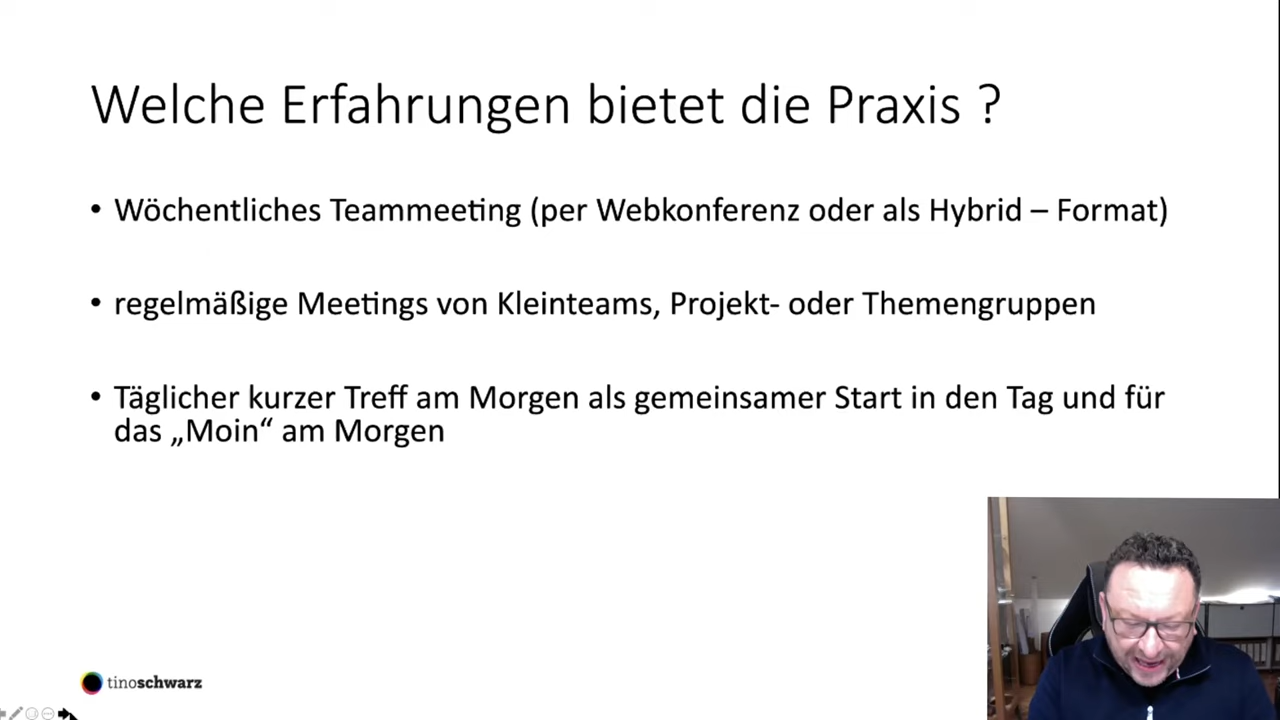 Welche Erfahrungen bietet die Praxis ?
• Wöchentliches Teammeeting (per Webkonferenz oder als Hybrid – Format)
• regelmäßige Meetings von Kleinteams, Projekt- oder Themengruppen
• Täglicher kurzer Treff am Morgen als gemeinsamer Start in den Tag und für
das „Moin“ am Morgen
tinoschwarz